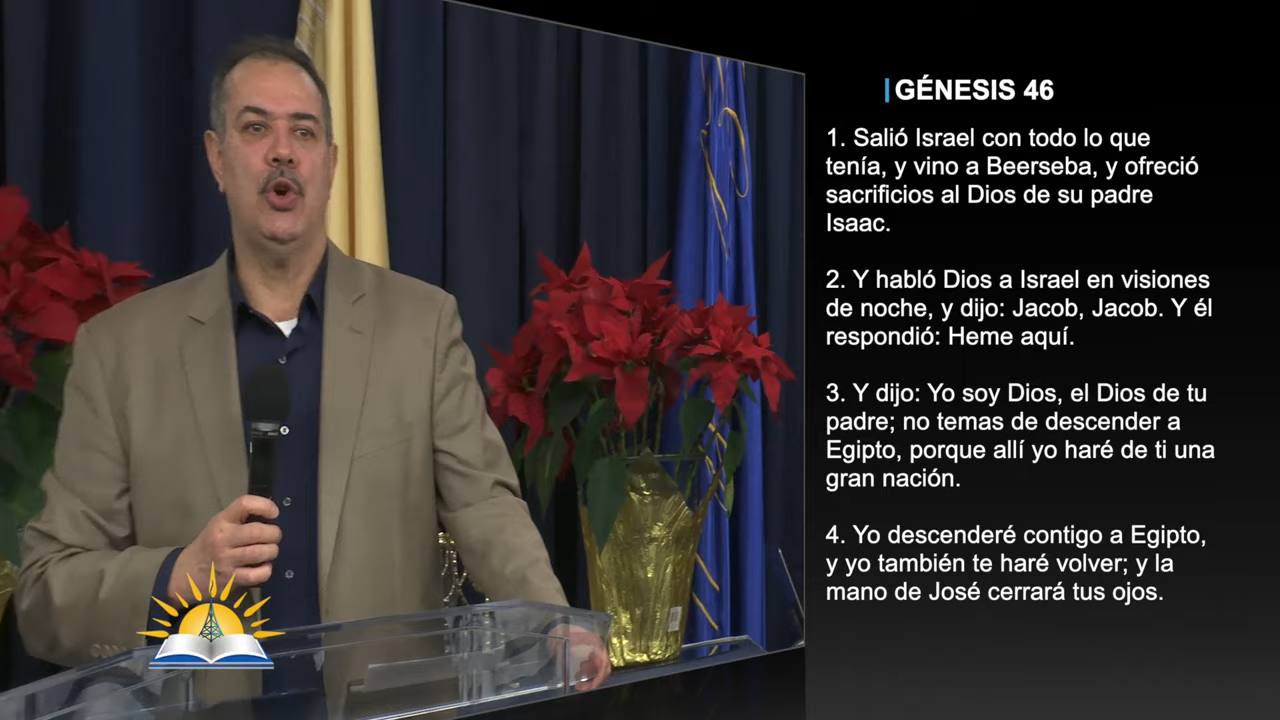 GÉNESIS 46
1. Salió Israel con todo lo que
tenía, y vino a Beerseba, y ofreció
sacrificios al Dios de su padre
Isaac.
2. Y habló Dios a Israel en visiones
de noche, y dijo: Jacob, Jacob. Y él
respondió: Heme aquí.
3. Y dijo: Yo soy Dios, el Dios de tu
padre; no temas de descender a
Egipto, porque allí yo haré de ti una
gran nación.
4. Yo descenderé contigo a Egipto,
y yo también te haré volver; y la
mano de José cerrará tus ojos.